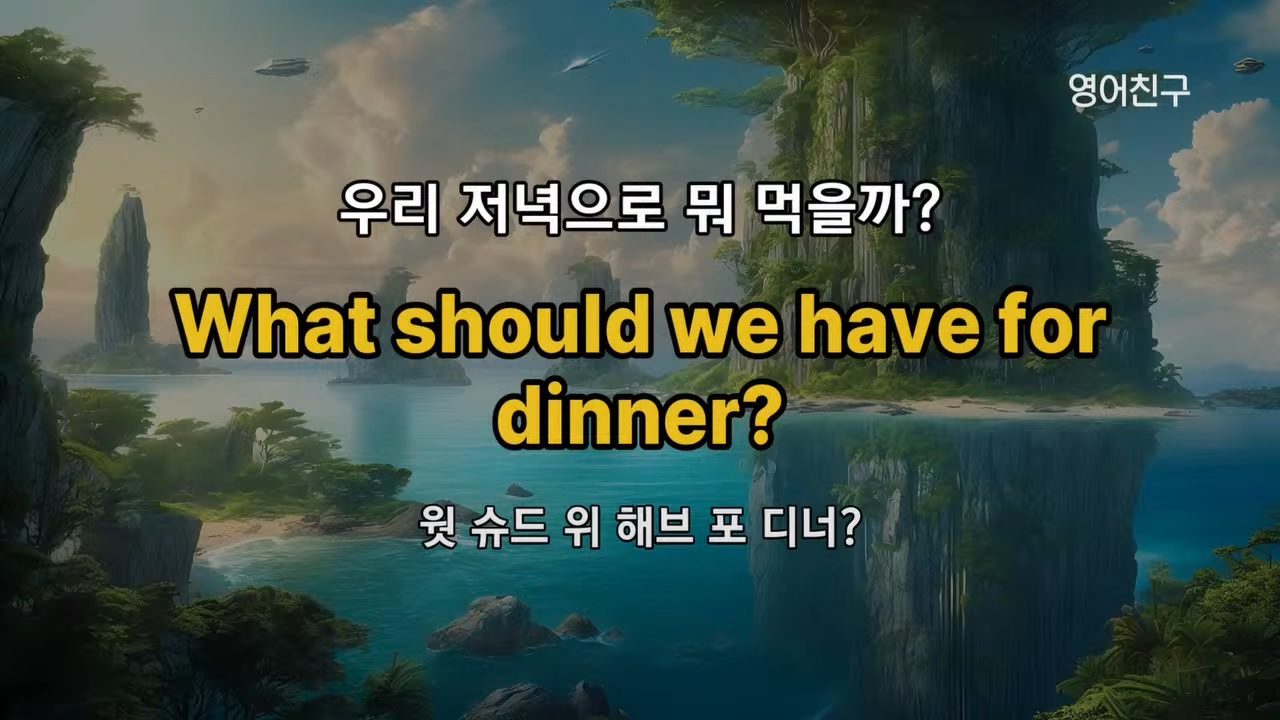 영어친구
우리 저녁으로 뭐 먹을까?
What should we have for
dinner?
웟 슈드 위 해브 포 디너?